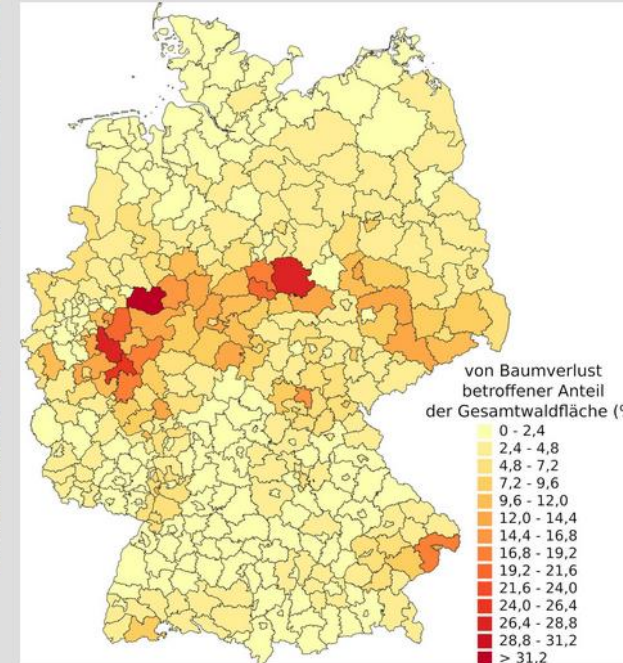 von Baumverlust
betroffener Anteil
der Gesamtwaldfläche (%
0 - 2,4
2,4 - 4,8
4,8 - 7,2
7,2 - 9,6
9,6 - 12,0
12,0 - 14,4
14,4 - 16,8
16,8 - 19,2
19,2 - 21,6
21,6 - 24,0
24,0 - 26,4
26,4 - 28,8
28,8 - 31,2
> 31,2